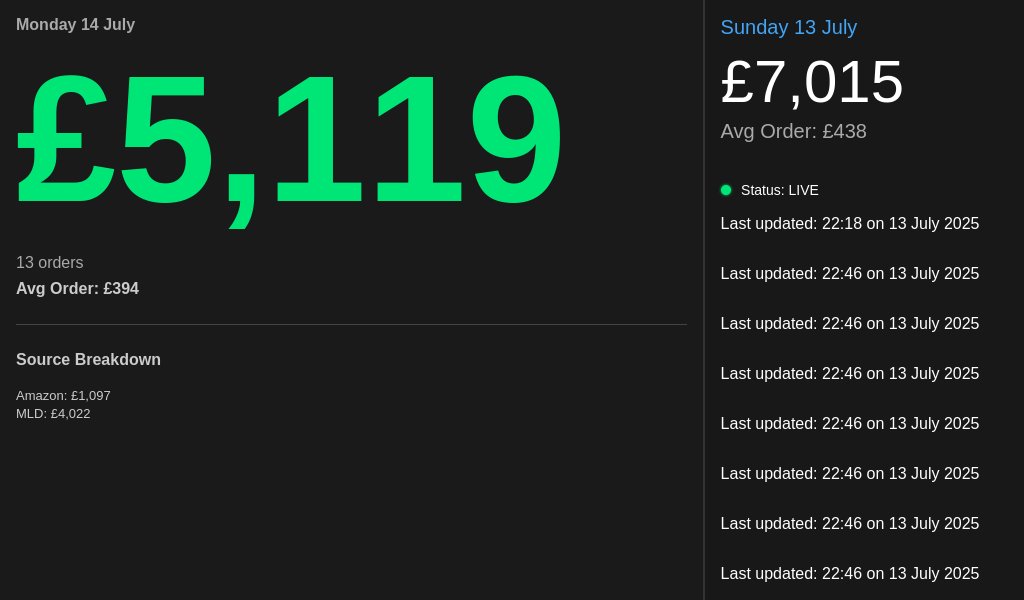 Monday 14 July
£5,119
13 orders
Avg Order: £394
Source Breakdown
Amazon: £1,097
MLD: £4,022
Sunday 13 July
£7,015
Avg Order: £438
Status: LIVE
Last updated: 22:18 on 13 July 2025
Last updated: 22:46 on 13 July 2025
Last updated: 22:46 on 13 July 2025
Last updated: 22:46 on 13 July 2025
Last updated: 22:46 on 13 July 2025
Last updated: 22:46 on 13 July 2025
Last updated: 22:46 on 13 July 2025
Last updated: 22:46 on 13 July 2025